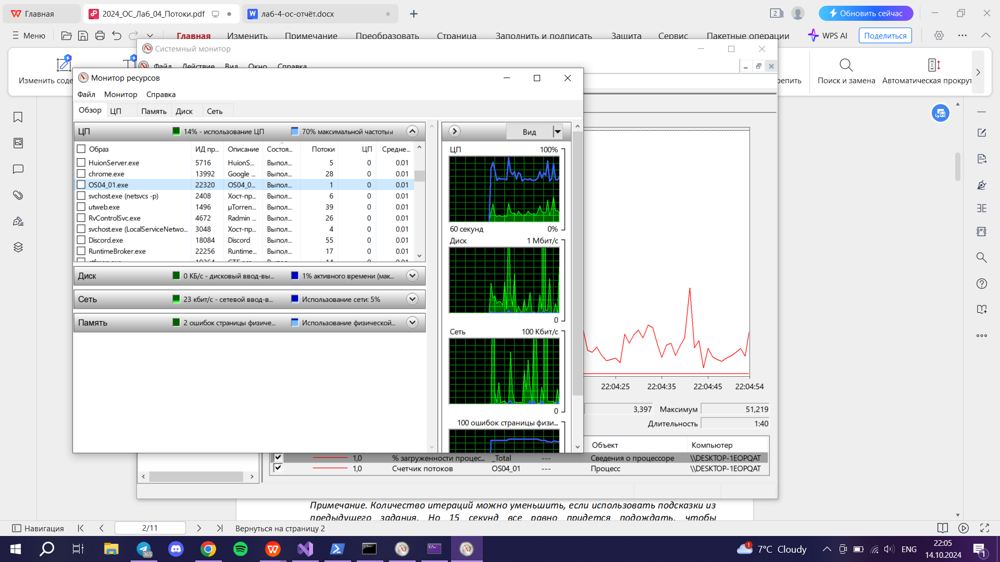 Главная
2024_ОС_Лаб_04_Потоки.pdf
лаб-4-ос-отчёт.docx
2
Обновить сейчас
Меню
Главная
Изменить
Примечание
Преобразовать
Страница
Заполнить и подписать
Защита
Сервис
Пакетные операции
WPS AI
Поделиться
Системный монитор
Файл Действие Вид Окно Справка
Поиск и замена
Монитор ресурсов
Файл Монитор Справка
Обзор ЦП Память Диск Сеть
ЦП 14% - использование ЦП 70% максимальной частоты
Образ ИД пр... Описание Состоя... Потоки ЦП Средне...
HuionServer.exe 5716 HuionS... Выпол... 5 0 0.01
chrome.exe 13992 Google ... Выпол... 28 0 0.01
OS04_01.exe 22320 OS04_0... Выпол... 1 0 0.01
svchost.exe (netsvcs -p) 2408 Хост-пр... Выпол... 6 0 0.01
utweb.exe 1496 µTorren... Выпол... 39 0 0.01
RvControlSvc.exe 4672 Radmin ... Выпол... 26 0 0.01
svchost.exe (LocalServiceNetwo... 3048 Хост-пр... Выпол... 4 0 0.01
Discord.exe 18084 Discord Выпол... 55 0 0.01
RuntimeBroker.exe 22256 Runtime... Выпол... 17 0 0.01
Диск 0 КБ/с - дисковый ввод-вы... 1% активного времени (мак...
Сеть 23 кбит/с - сетевой ввод-в... Использование сети: 5%
Память 2 ошибок страницы физиче... Использование физической...
Вид
ЦП 100%
60 секунд 0%
Диск 1 Мбит/с
0
Сеть 100 Кбит/с
0
100 ошибок страницы физи...
22:04:25 22:04:35 22:04:45 22:04:54
3,397 Максимум 51,219
Длительность 1:40
Объект Компьютер
1,0 % загруженности процес... _Total --- Сведения о процессоре \\DESKTOP-1EOPQAT
1,0 Счетчик потоков OS04_01 --- Процесс \\DESKTOP-1EOPQAT
Примечание. Количество итераций можно уменьшить, если использовать подсказки из
предыдущего задания. Но 15 секунд все равно придется подождать, чтобы
Навигация 2/11 Вернуться на страницу 2
365
1
7°C Cloudy
ENG
22:05
14.10.2024
1